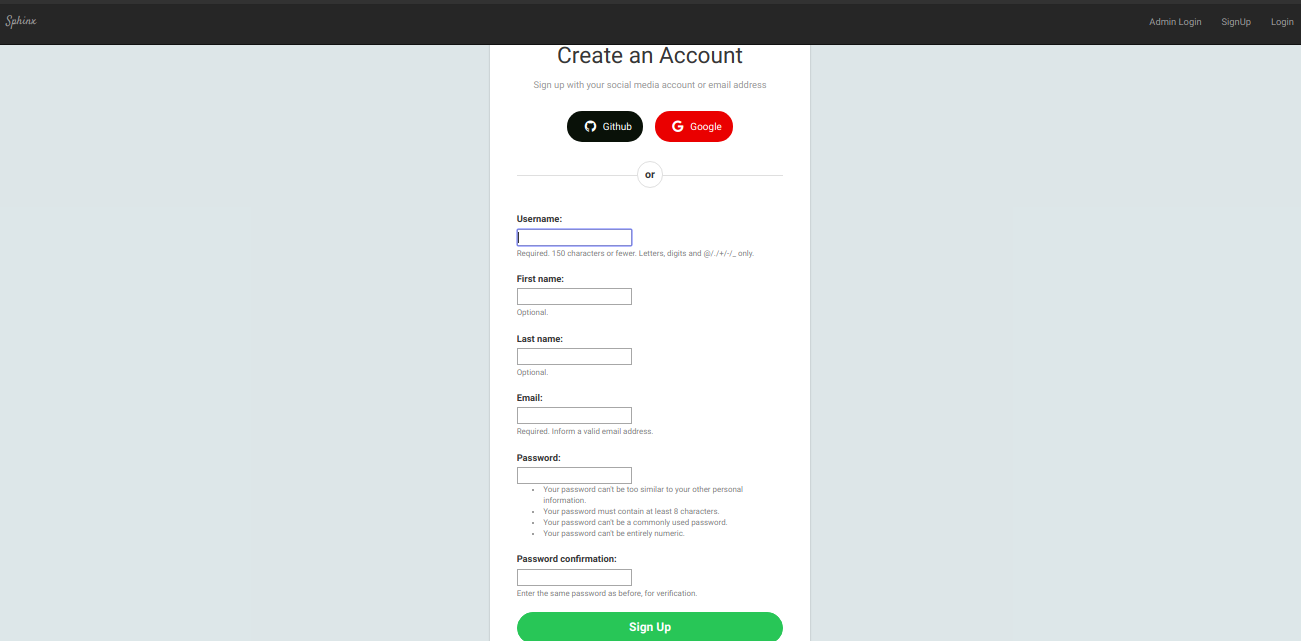 Sphinx
Admin Login SignUp Login
Create an Account
Sign up with your social media account or email address
Github Google
or
Username:
Required. 150 characters or fewer. Letters, digits and @/./+/-/_ only.
First name:
Optional.
Last name:
Optional.
Email:
Required. Inform a valid email address.
Password:
• Your password can't be too similar to your other personal
information.
• Your password must contain at least 8 characters.
• Your password can't be a commonly used password.
• Your password can't be entirely numeric.
Password confirmation:
Enter the same password as before, for verification.
Sign Up